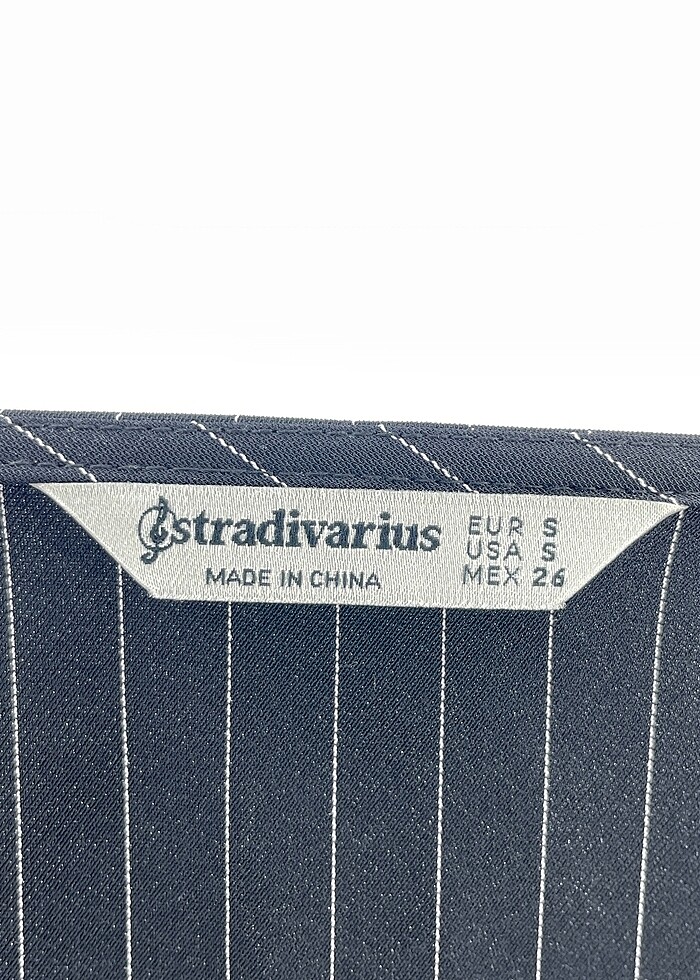 stradivarius
MADE IN CHINA
EUR S
USA S
MEX 26